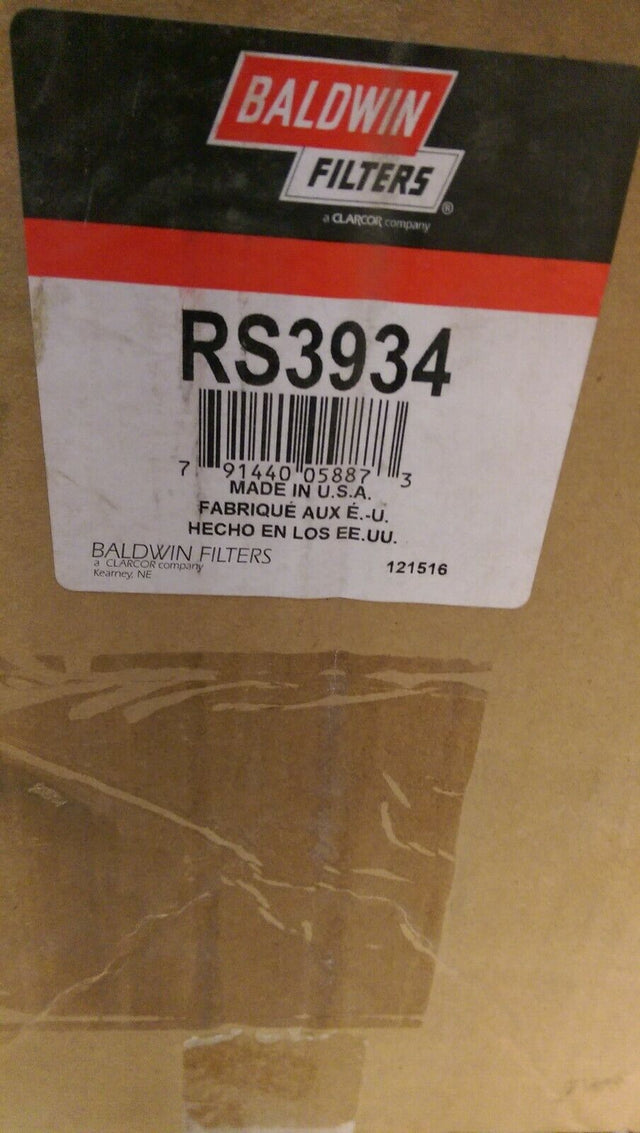 BALDWIN
FILTERS®
a CLARCOR company
RS3934
7 91440 05887 3
MADE IN U.S.A.
FABRIQUÉ AUX É.-U.
HECHO EN LOS EE.UU.
BALDWIN FILTERS
a CLARCOR company
Kearney, NE
121516